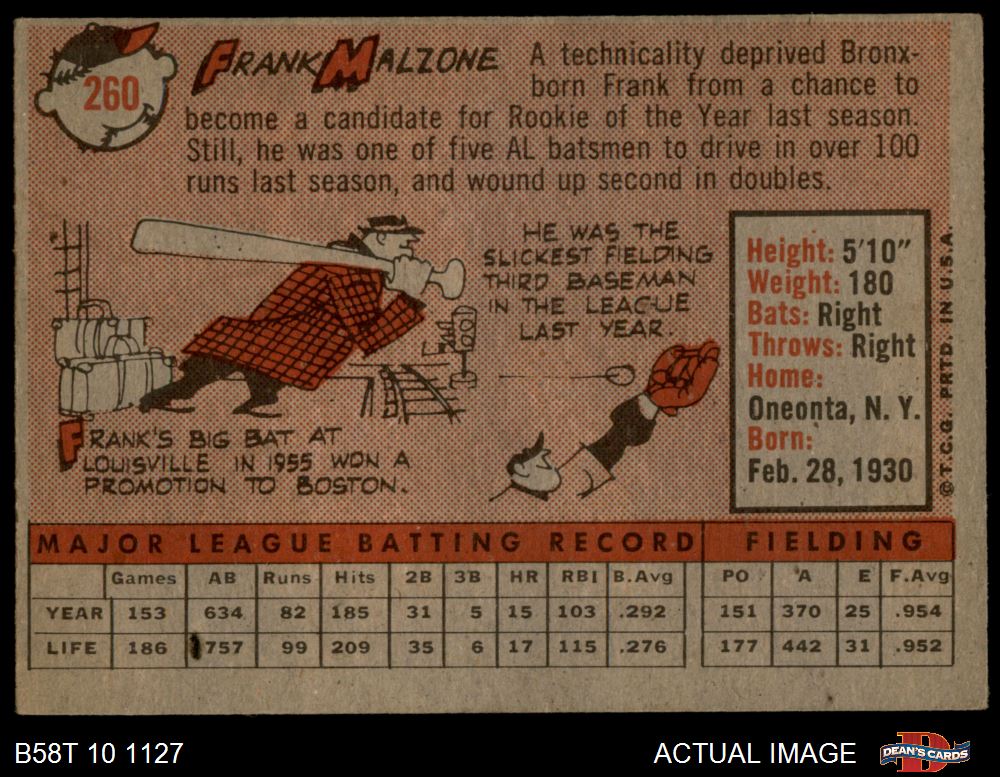 260
FRANK MALZONE
A technicality deprived Bronx-
born Frank from a chance to
become a candidate for Rookie of the Year last season.
Still, he was one of five AL batsmen to drive in over 100
runs last season, and wound up second in doubles.
HE WAS THE
SLICKEST FIELDING
THIRD BASEMAN
IN THE LEAGUE
LAST YEAR.
FRANK'S BIG BAT AT
LOUISVILLE IN 1955 WON A
PROMOTION TO BOSTON.
Height: 5'10"
Weight: 180
Bats: Right
Throws: Right
Home:
Oneonta, N. Y.
Born:
Feb. 28, 1930
© T.C.G. PRTD. IN U.S.A.
MAJOR LEAGUE BATTING RECORD FIELDING
Games AB Runs Hits 2B 3B HR RBI B.Avg PO A E F.Avg
YEAR 153 634 82 185 31 5 15 103 .292 151 370 25 .954
LIFE 186 757 99 209 35 6 17 115 .276 177 442 31 .952
B58T 10 1127 ACTUAL IMAGE DEAN'S CARDS